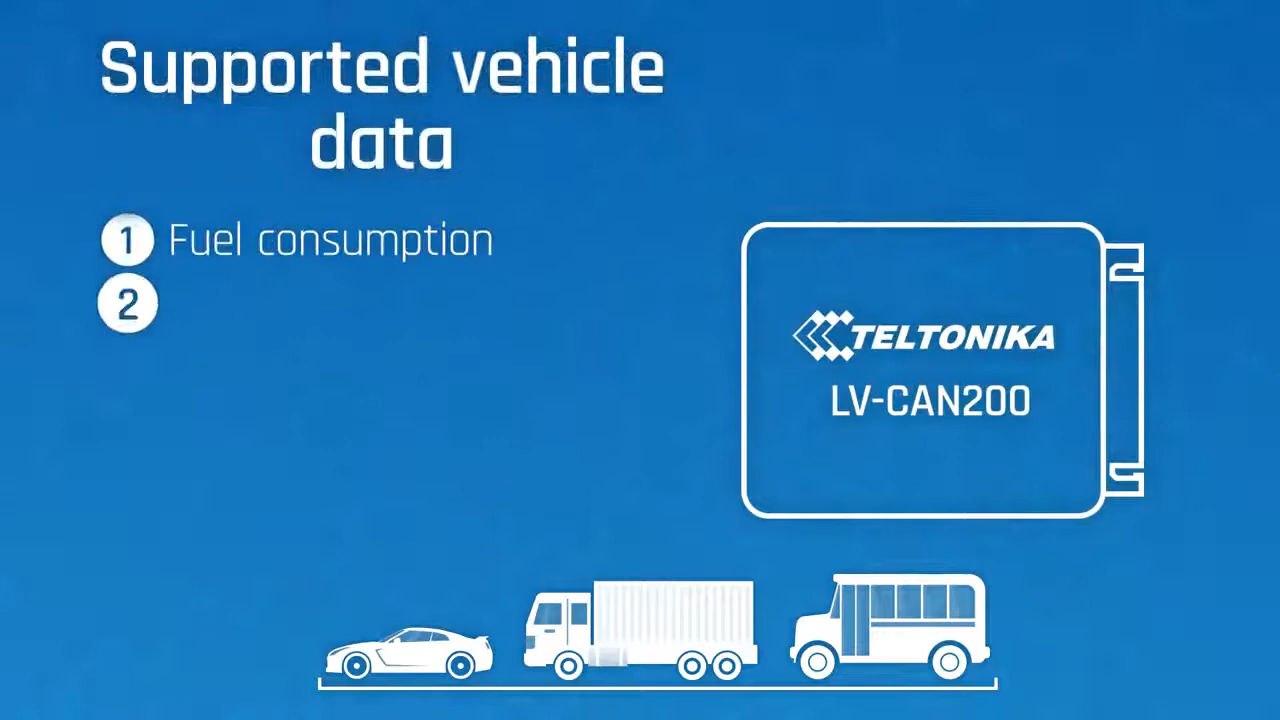 Supported vehicle
data
1 Fuel consumption
2
TELTONIKA
LV-CAN200